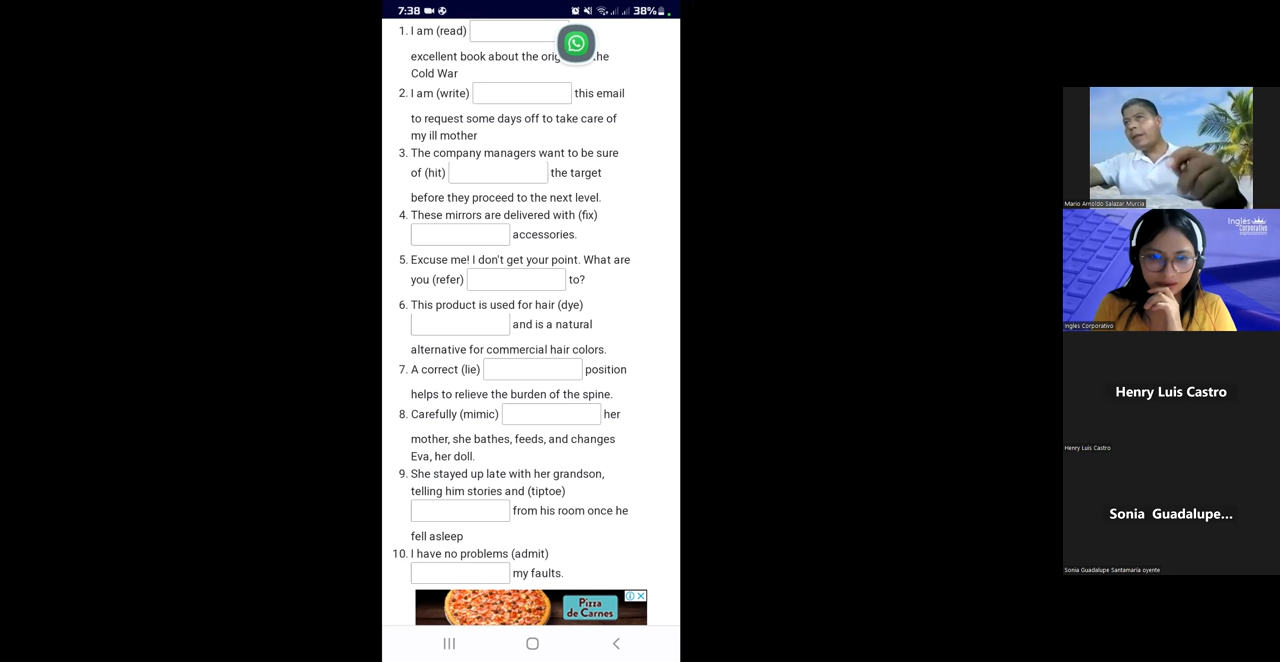 7:38 38%
1. I am (read)
excellent book about the orig he
Cold War
2. I am (write) this email
to request some days off to take care of
my ill mother
3. The company managers want to be sure
of (hit) the target
before they proceed to the next level.
4. These mirrors are delivered with (fix)
accessories.
5. Excuse me! I don't get your point. What are
you (refer) to?
6. This product is used for hair (dye)
and is a natural
alternative for commercial hair colors.
7. A correct (lie) position
helps to relieve the burden of the spine.
8. Carefully (mimic) her
mother, she bathes, feeds, and changes
Eva, her doll.
9. She stayed up late with her grandson,
telling him stories and (tiptoe)
from his room once he
fell asleep
10. I have no problems (admit)
my faults.
Pizza
de Carnes
Mario Arnoldo Salazar Murcia
Inglés
Corporativo
Ingles Corporativo
Henry Luis Castro
Henry Luis Castro
Sonia Guadalupe...
Sonia Guadalupe Santamaría oyente